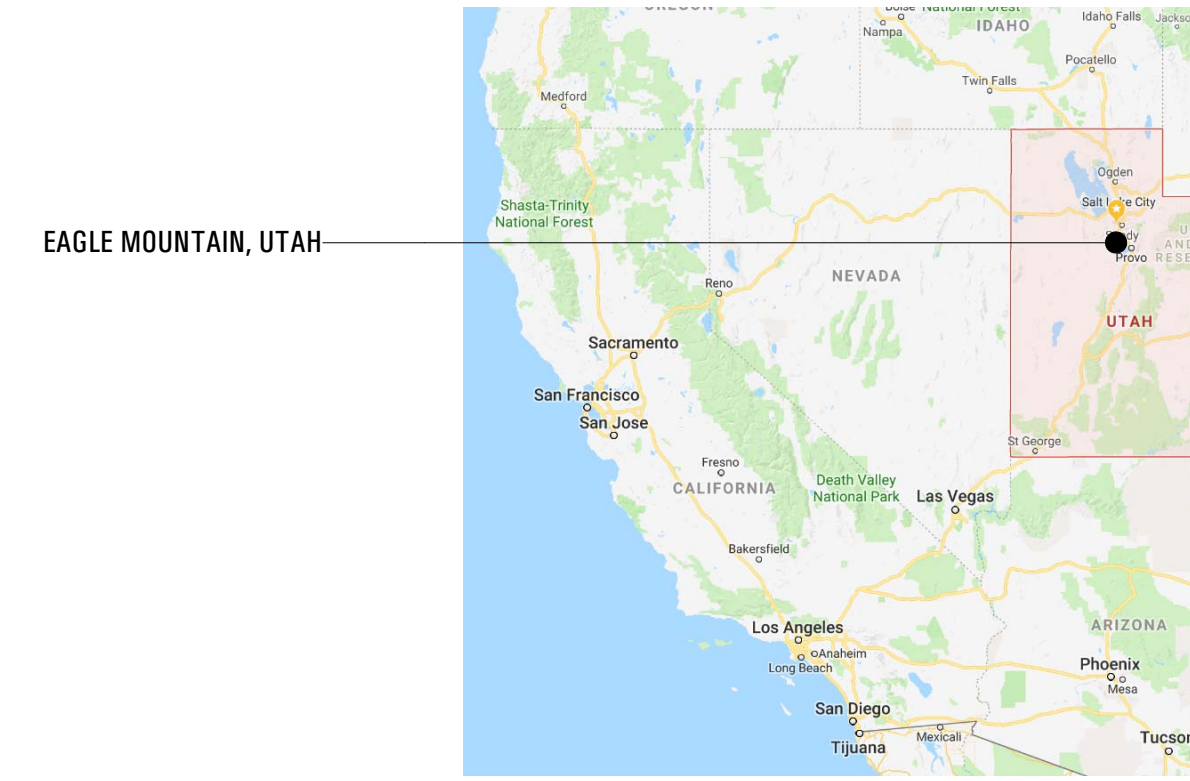 OREGON
National Forest
Nampa
IDAHO
Idaho Falls
Pocatello
Twin Falls
Medford
Ogden
Salt Lake City
Shasta-Trinity
National Forest
EAGLE MOUNTAIN, UTAH
Provo
NEVADA
Reno
UTAH
Sacramento
San Francisco
San Jose
St George
Fresno
CALIFORNIA
Death Valley
National Park
Las Vegas
Bakersfield
Los Angeles
Anaheim
Long Beach
ARIZONA
Phoenix
Mesa
San Diego
Mexicali
Tijuana